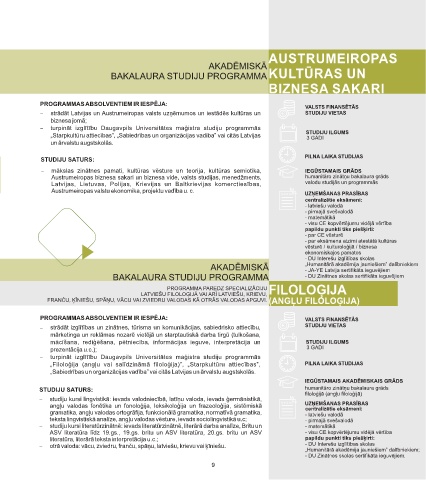 AKADĒMISKĀ
BAKALAURA STUDIJU PROGRAMMA
AUSTRUMEIROPAS
KULTŪRAS UN
BIZNESA SAKARI
PROGRAMMAS ABSOLVENTIEM IR IESPĒJA:
– strādāt Latvijas un Austrumeiropas valsts uzņēmumos un iestādēs kultūras un
biznesa jomā;
– turpināt izglītību Daugavpils Universitātes maģistra studiju programmās
„Starpkultūru attiecības”, „Sabiedrības un organizācijas vadība” vai citās Latvijas
un ārvalstu augstskolās.
STUDIJU SATURS:
– mākslas zinātnes pamati, kultūras vēsture un teorija, kultūras semiotika,
Austrumeiropas biznesa sakari un biznesa vide, valsts studijas, menedžments,
Latvijas, Lietuvas, Polijas, Krievijas un Baltkrievijas komerctiesības,
Austrumeiropas valstu ekonomika, projektu vadība u. c.
VALSTS FINANSĒTĀS
STUDIJU VIETAS
STUDIJU ILGUMS
3 GADI
PILNA LAIKA STUDIJAS
IEGŪSTAMAIS GRĀDS
humanitāro zinātņu bakalaura grāds
valodu studijās un programmās
UZŅEMŠANAS PRASĪBAS
centralizētie eksāmeni:
- latviešu valodā
- pirmajā svešvalodā
- matemātikā
- visu CE kopvērtējumu vidējā vērtība
papildu punkti tiks piešķirti:
- par CE vēsturē
- par eksāmena atzīmi atestātā kultūras
vēsturē / kulturoloģijā / biznesa
ekonomiskajos pamatos
- DU Interešu izglītības skolas
„Humanitārā akadēmija jauniešiem” dalībniekiem
- JA-YE Latvija sertifikāta ieguvējiem
- DU Zinātnes skolas sertifikāta ieguvējiem
AKADĒMISKĀ
BAKALAURA STUDIJU PROGRAMMA
PROGRAMMA PAREDZ SPECIALIZĀCIJU
LATVIEŠU FILOLOĢIJĀ VAI ARĪ LATVIEŠU, KRIEVU,
FRANČU, ĶĪNIEŠU, SPĀŅU, VĀCU VAI ZVIEDRU VALODAS KĀ OTRĀS VALODAS APGUVI.
FILOLOĢIJA
(ANGĻU FILOLOĢIJA)
PROGRAMMAS ABSOLVENTIEM IR IESPĒJA:
– strādāt izglītības un zinātnes, tūrisma un komunikācijas, sabiedrisko attiecību,
mārketinga un reklāmas nozarē vietējā un starptautiskā darba tirgū (tulkošana,
mācīšana, rediģēšana, pētniecība, informācijas ieguve, interpretācija un
prezentācija u.c.);
– turpināt izglītību Daugavpils Universitātes maģistra studiju programmās
„Filoloģija (angļu vai salīdzināmā filoloģija)”, „Starpkultūru attiecības”,
„Sabiedrības un organizācijas vadība” vai citās Latvijas un ārvalstu augstskolās.
STUDIJU SATURS:
– studiju kursi lingvistikā: ievads valodniecībā, latīņu valoda, ievads ģermānistikā,
angļu valodas fonētika un fonoloģija, leksikoloģija un frazeoloģija, sistēmiskā
gramatika, angļu valodas ortogrāfija, funkcionālā gramatika, normatīvā gramatika,
teksta lingvistiskā analīze, angļu valodas vēsture, ievads sociolingvistikā u.c.;
– studiju kursi literatūrzinātnē: ievads literatūrzinātnē, literārā darba analīze, Britu un
ASV literatūra līdz 19.gs., 19.gs. britu un ASV literatūra, 20.gs. britu un ASV
literatūra, literārā teksta interpretācija u.c.;
– otrā valoda: vācu, zviedru, franču, spāņu, latviešu, krievu vai ķīniešu.
VALSTS FINANSĒTĀS
STUDIJU VIETAS
STUDIJU ILGUMS
3 GADI
PILNA LAIKA STUDIJAS
IEGŪSTAMAIS AKADĒMISKAIS GRĀDS
humanitāro zinātņu bakalaura grāds
filoloģijā (angļu filoloģijā)
UZŅEMŠANAS PRASĪBAS
centralizētie eksāmeni:
- latviešu valodā
- pirmajā svešvalodā
- matemātikā
- visu CE kopvērtējumu vidējā vērtība
papildu punkti tiks piešķirti:
- DU Interešu izglītības skolas
„Humanitārā akadēmija jauniešiem” dalībniekiem;
- DU Zinātnes skolas sertifikāta ieguvējiem
9